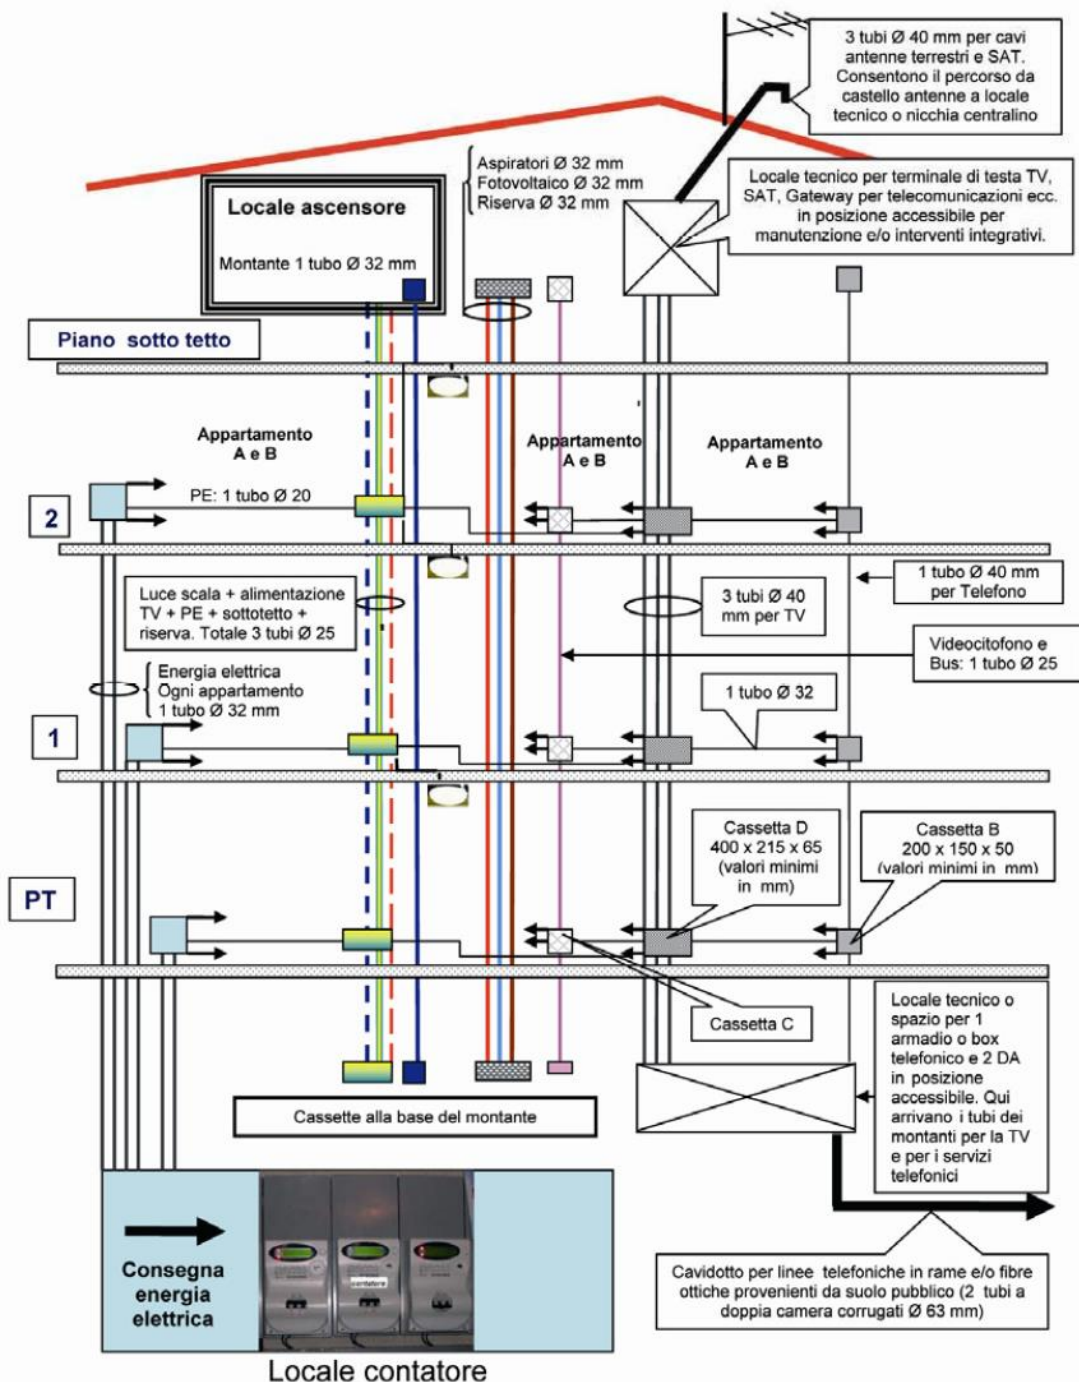 3 tubi Ø 40 mm per cavi
antenne terrestri e SAT.
Consentono il percorso da
castello antenne a locale
tecnico o nicchia centralino
Aspiratori Ø 32 mm
Fotovoltaico Ø 32 mm
Riserva Ø 32 mm
Locale tecnico per terminale di testa TV,
SAT, Gateway per telecomunicazioni ecc.
in posizione accessibile per
manutenzione e/o interventi integrativi.
Locale ascensore
Montante 1 tubo Ø 32 mm
Piano sotto tetto
Appartamento
A e B
Appartamento
A e B
Appartamento
A e B
2
PE: 1 tubo Ø 20
Luce scala + alimentazione
TV + PE + sottotetto +
riserva. Totale 3 tubi Ø 25
3 tubi Ø 40
mm per TV
1 tubo Ø 40 mm
per Telefono
Videocitofono e
Bus: 1 tubo Ø 25
Energia elettrica
Ogni appartamento
1 tubo Ø 32 mm
1 tubo Ø 32
1
Cassetta D
400 x 215 x 65
(valori minimi
in mm)
Cassetta B
200 x 150 x 50
(valori minimi in mm)
PT
Cassetta C
Locale tecnico o
spazio per 1
armadio o box
telefonico e 2 DA
in posizione
accessibile. Qui
arrivano i tubi dei
montanti per la TV
e per i servizi
telefonici
Cassette alla base del montante
Consegna
energia
elettrica
contatore
Cavidotto per linee telefoniche in rame e/o fibre
ottiche provenienti da suolo pubblico (2 tubi a
doppia camera corrugati Ø 63 mm)
Locale contatore